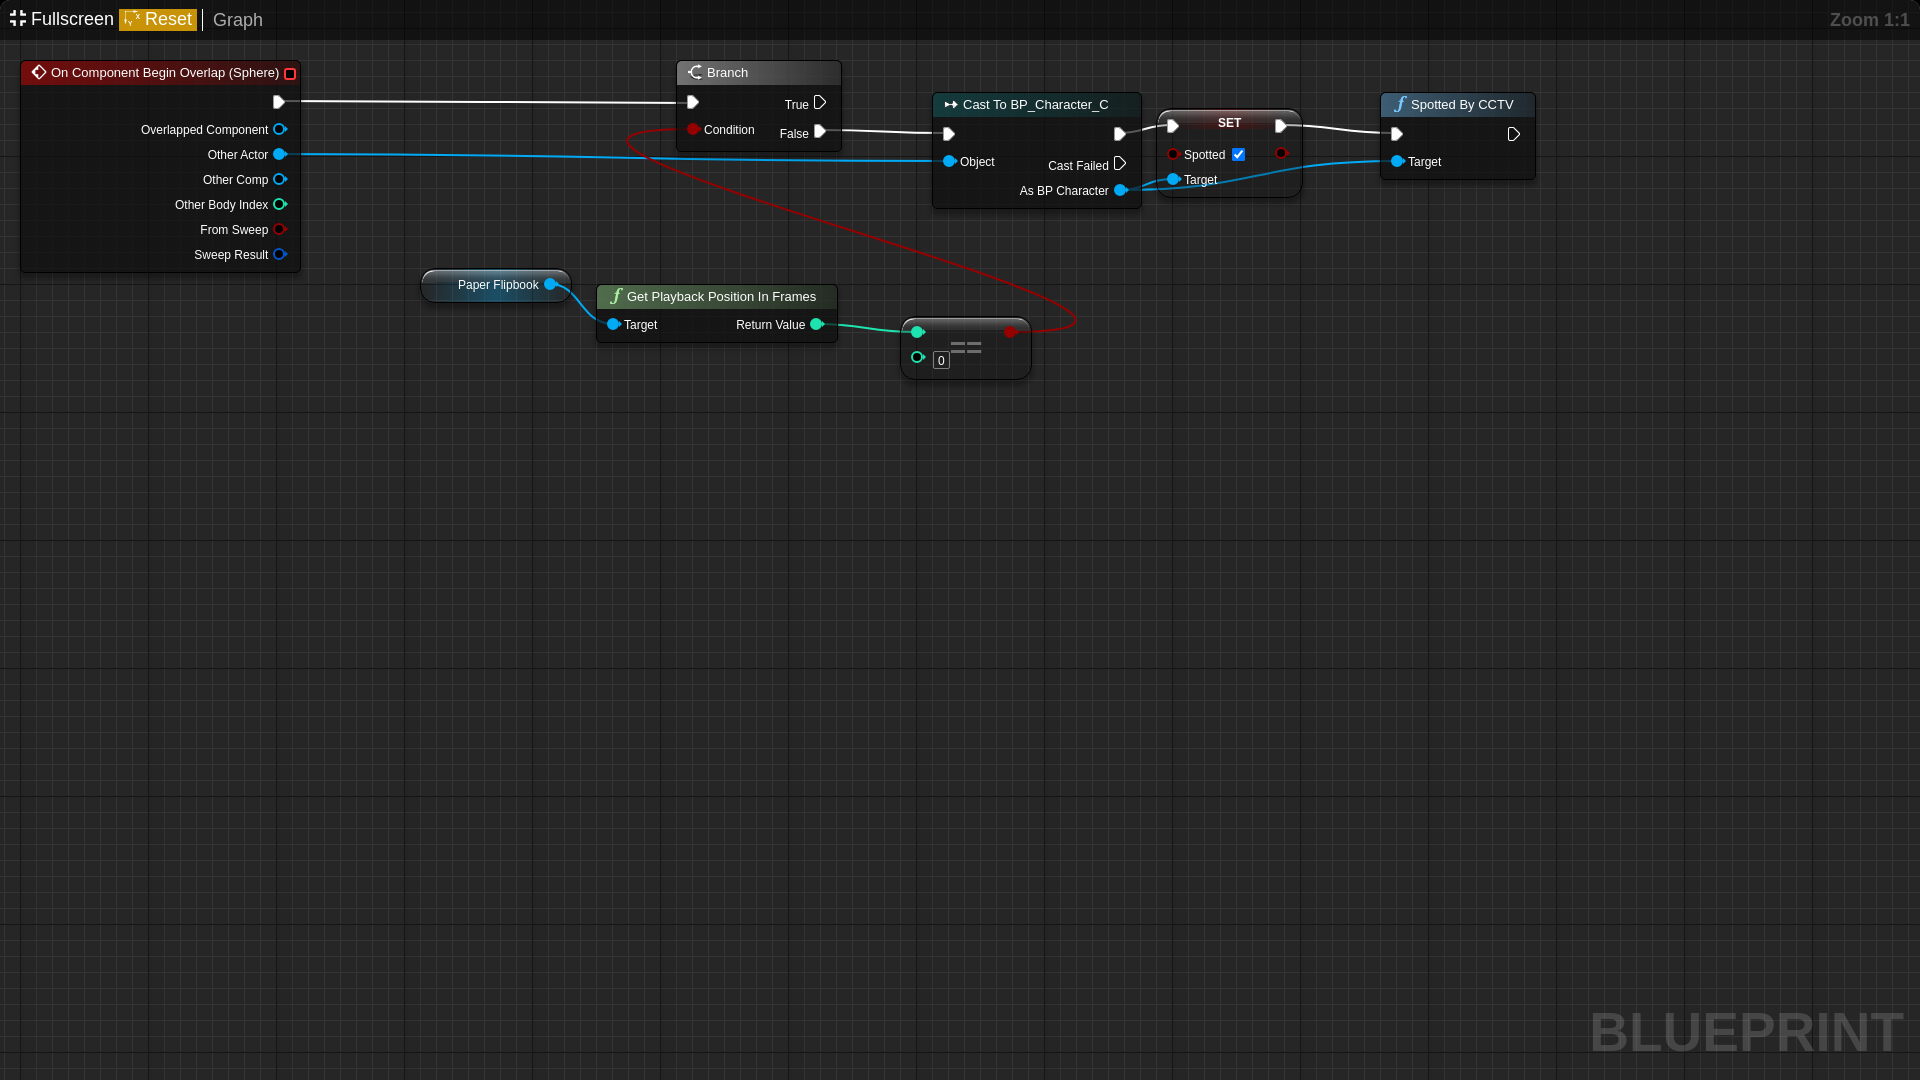 Fullscreen Reset Graph Zoom 1:1
On Component Begin Overlap (Sphere)
Overlapped Component
Other Actor
Other Comp
Other Body Index
From Sweep
Sweep Result
Branch
True
Condition False
Cast To BP_Character_C
Object Cast Failed
As BP Character
SET
Spotted
Target
Spotted By CCTV
Target
Paper Flipbook
f Get Playback Position In Frames
Target Return Value
==
0
BLUEPRINT